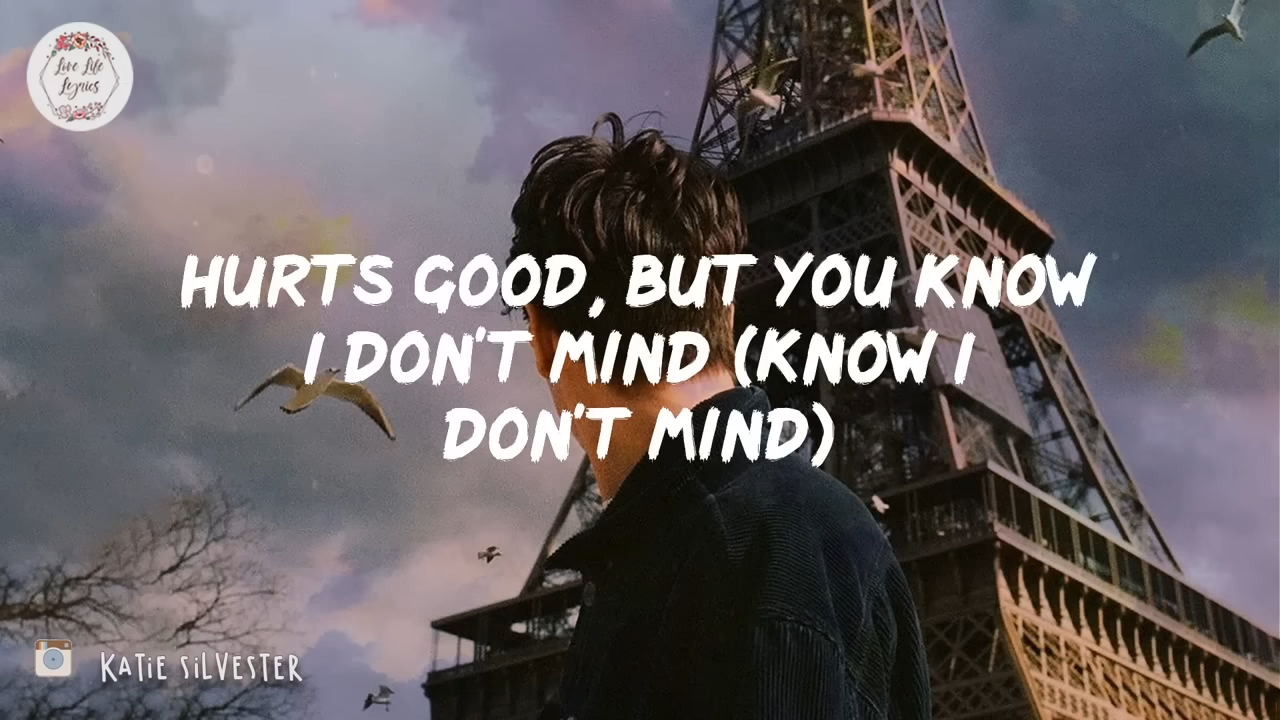 Love Life
Lyrics
HURTS GOOD, BUT YOU KNOW
I DON'T MIND (KNOW I
DON'T MIND)
KATIE SILVESTER